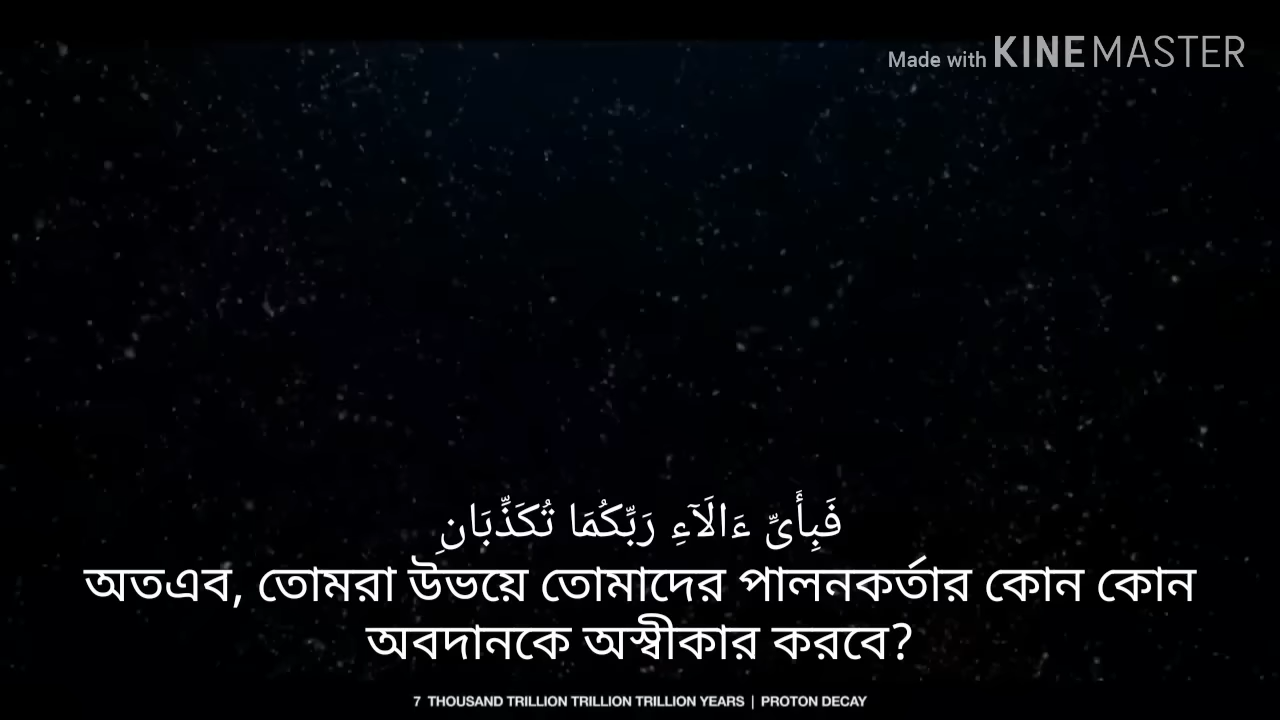 Made with KINEMASTER
فَبِأَىِّ ءَالَآءِ رَبِّكُمَا تُكَذِّبَانِ
অতএব, তোমরা উভয়ে তোমাদের পালনকর্তার কোন কোন
অবদানকে অস্বীকার করবে?
7 THOUSAND TRILLION TRILLION TRILLION YEARS | PROTON DECAY